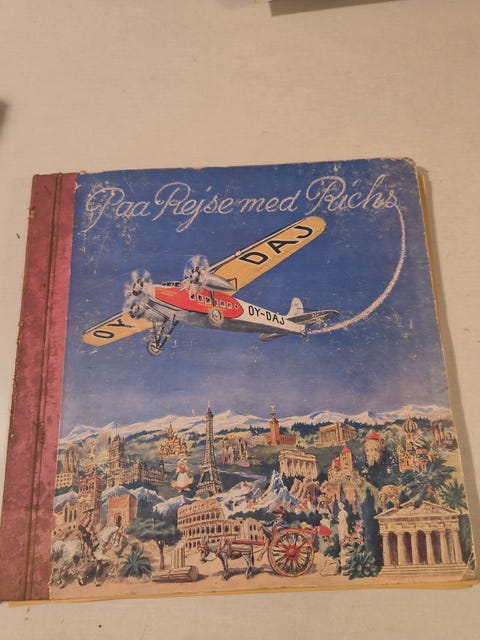 Paa Rejse med Richs
DAJ
OY
OY-DAJ